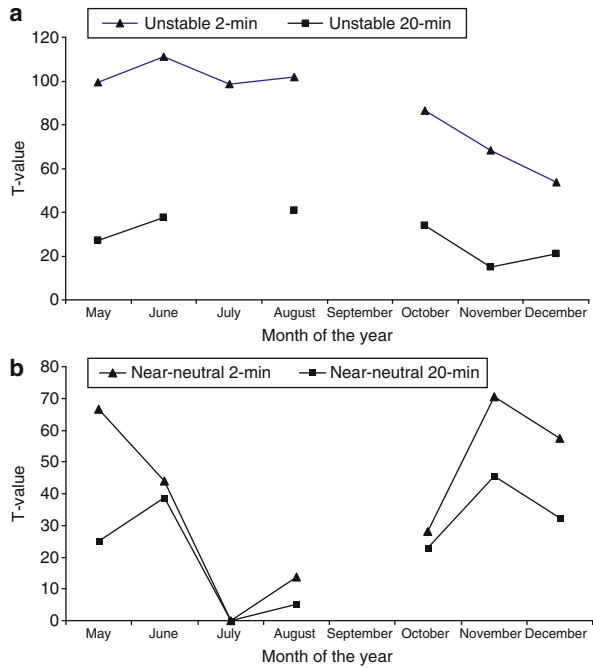 a
Unstable 2-min Unstable 20-min
120
100
80
60
40
20
0
T-value
May June July August September October November December
Month of the year
b
Near-neutral 2-min Near-neutral 20-min
80
70
60
50
40
30
20
10
0
T-value
May June July August September October November December
Month of the year